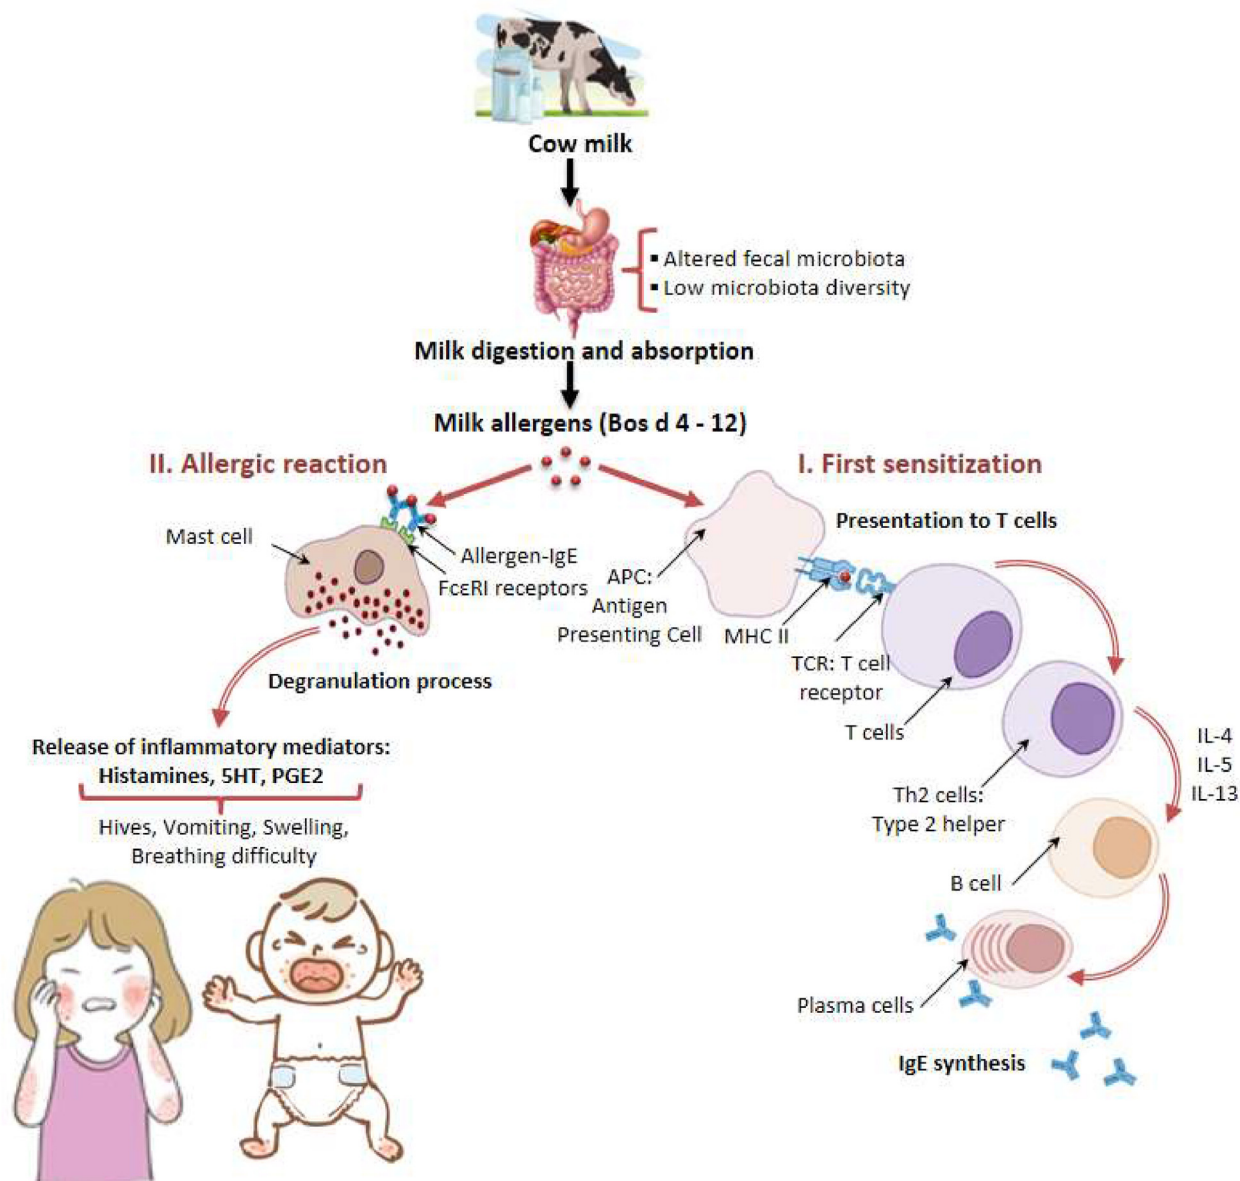 Cow milk
▪ Altered fecal microbiota
▪ Low microbiota diversity
Milk digestion and absorption
Milk allergens (Bos d 4 - 12)
II. Allergic reaction
I. First sensitization
Mast cell
Allergen-IgE
FcεRI receptors
Presentation to T cells
APC:
Antigen
Presenting Cell
MHC II
TCR: T cell
receptor
T cells
Degranulation process
Release of inflammatory mediators:
Histamines, 5HT, PGE2
Hives, Vomiting, Swelling,
Breathing difficulty
IL-4
IL-5
IL-13
Th2 cells:
Type 2 helper
B cell
Plasma cells
IgE synthesis